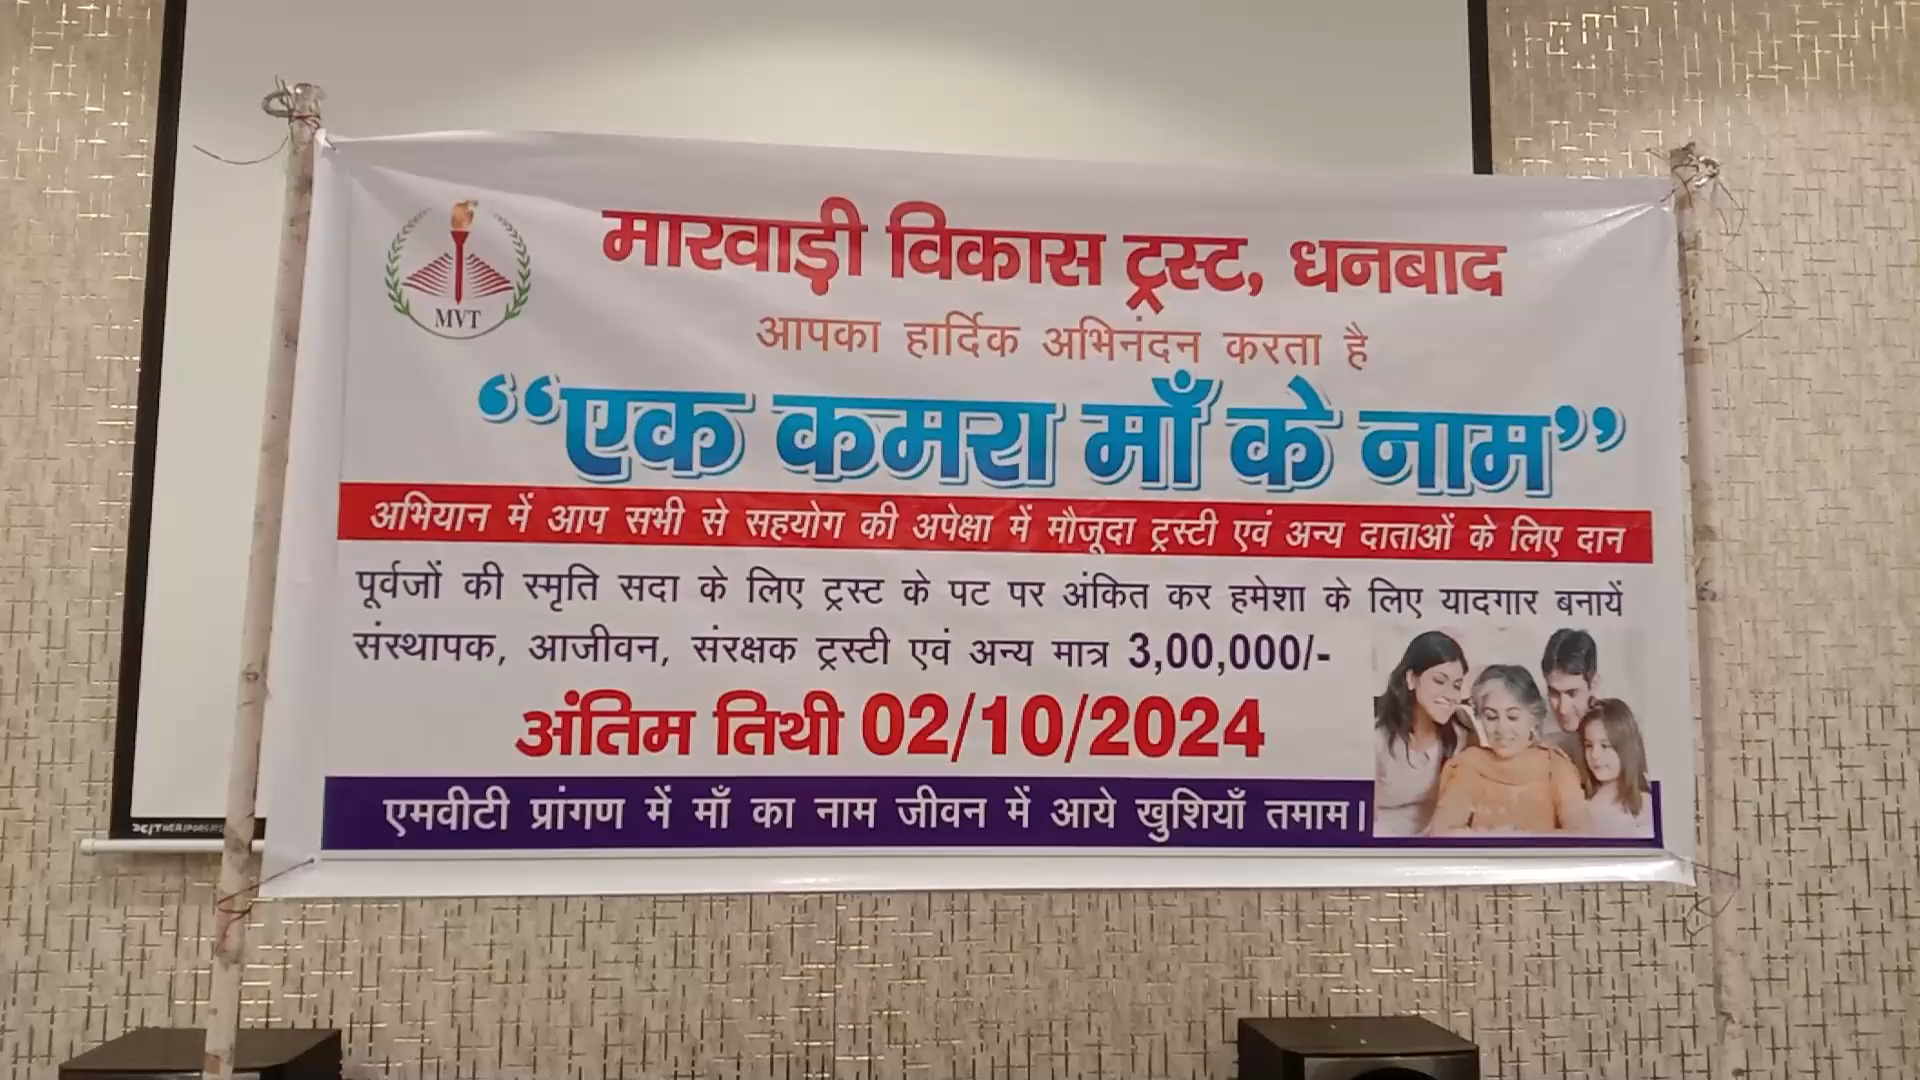 MVT
मारवाड़ी विकास ट्रस्ट, धनबाद
आपका हार्दिक अभिनंदन करता है
“एक कमरा माँ के नाम”
अभियान में आप सभी से सहयोग की अपेक्षा में मौजूदा ट्रस्टी एवं अन्य दाताओं के लिए दान
पूर्वजों की स्मृति सदा के लिए ट्रस्ट के पट पर अंकित कर हमेशा के लिए यादगार बनायें
संस्थापक, आजीवन, संरक्षक ट्रस्टी एवं अन्य मात्र 3,00,000/-
अंतिम तिथी 02/10/2024
एमवीटी प्रांगण में माँ का नाम जीवन में आये खुशियाँ तमाम।